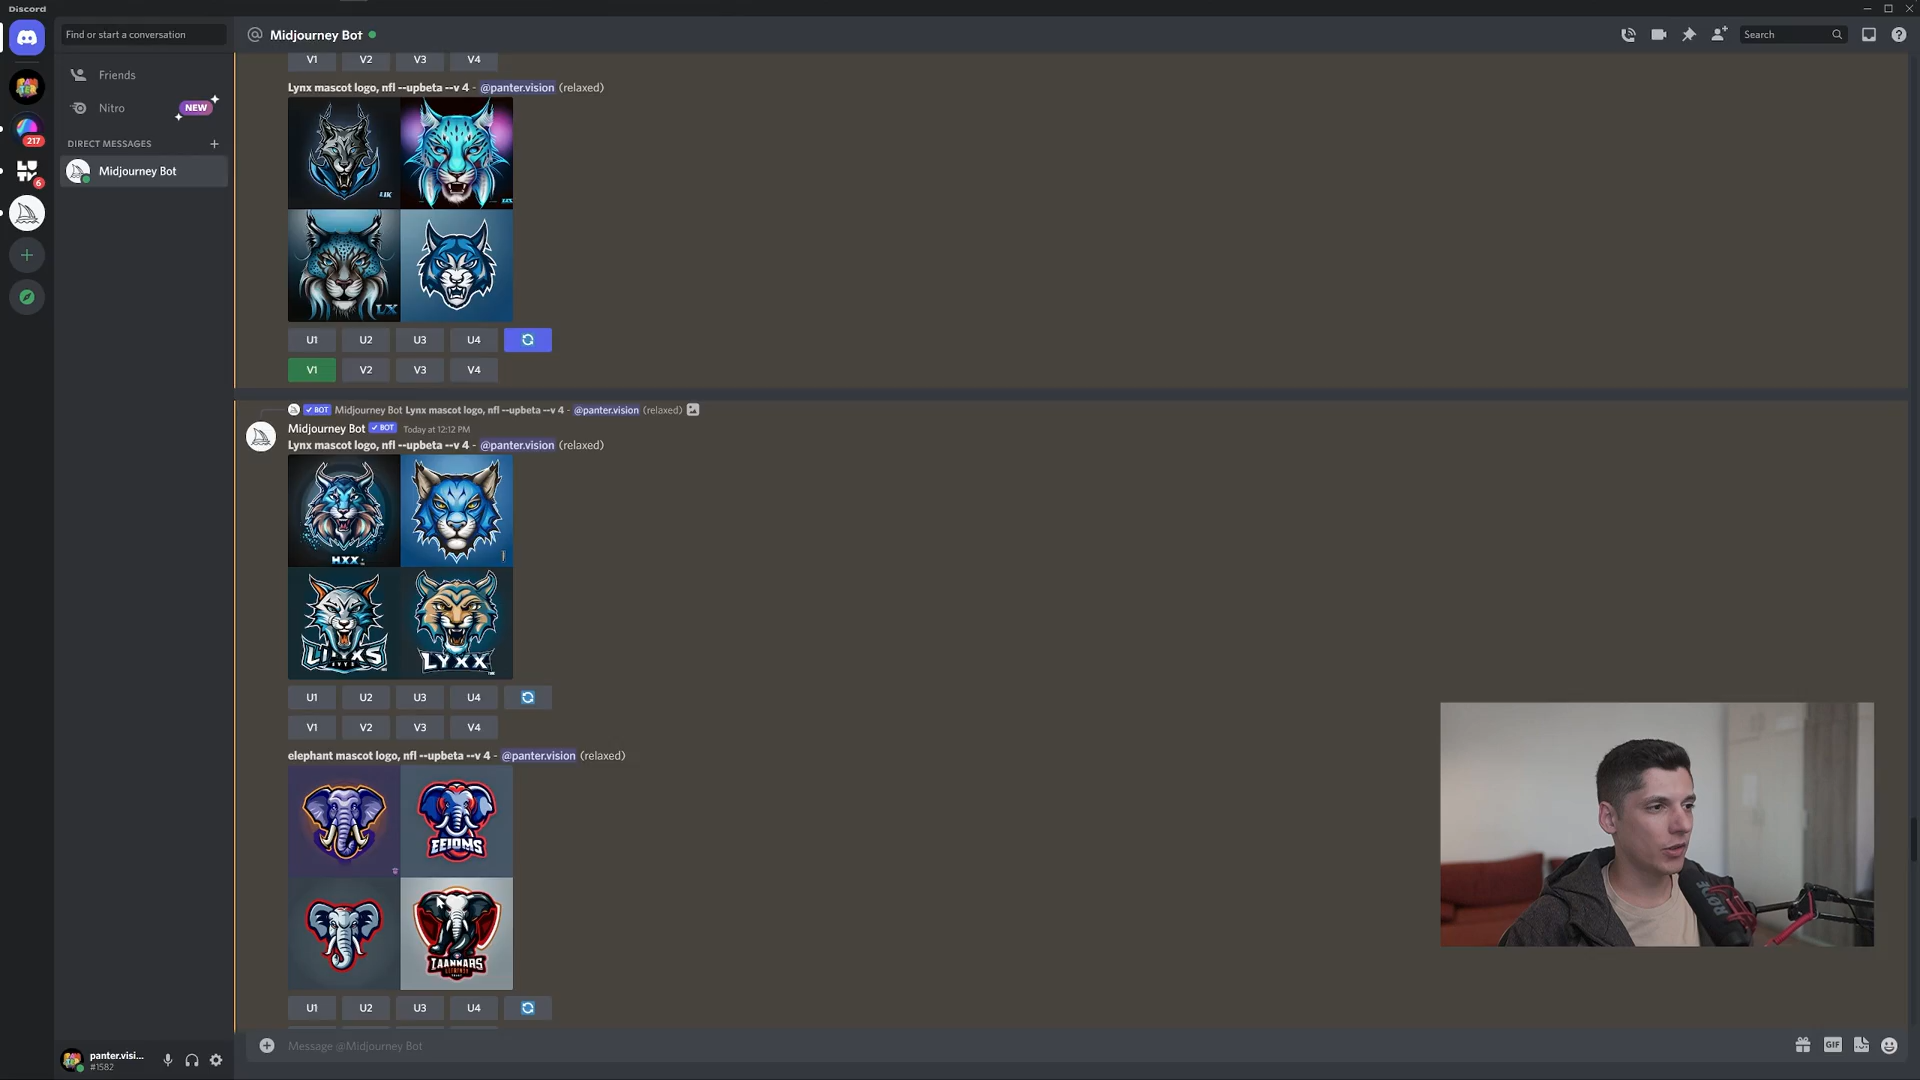 Discord
Find or start a conversation
Midjourney Bot
Search
Friends
Nitro
NEW
DIRECT MESSAGES
Midjourney Bot
217
6
V1 V2 V3 V4
Lynx mascot logo, nfl --upbeta --v 4 - @panter.vision (relaxed)
LX
U1 U2 U3 U4
V1 V2 V3 V4
BOT Midjourney Bot Lynx mascot logo, nfl --upbeta --v 4 - @panter.vision (relaxed)
Midjourney Bot BOT Today at 12:12 PM
Lynx mascot logo, nfl --upbeta --v 4 - @panter.vision (relaxed)
HXX
LYXX
U1 U2 U3 U4
V1 V2 V3 V4
elephant mascot logo, nfl --upbeta --v 4 - @panter.vision (relaxed)
EEIOMS
U1 U2 U3 U4
Message @Midjourney Bot
GIF
panter.visi...
#1582
RØDE